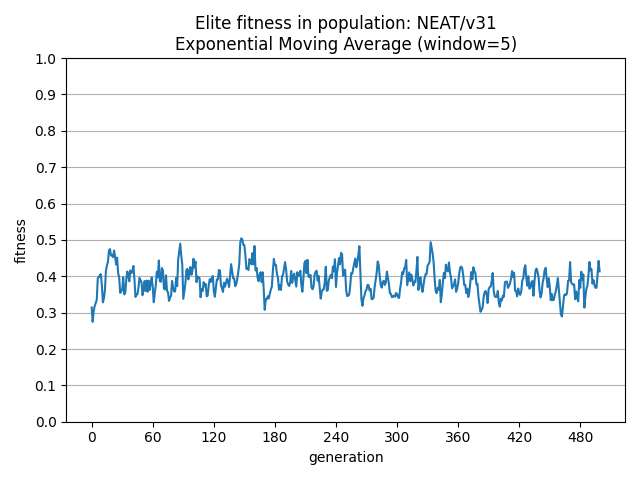 Elite fitness in population: NEAT/v31
Exponential Moving Average (window=5)
1.0
0.9
0.8
0.7
0.6
0.5
0.4
0.3
0.2
0.1
0.0
fitness
0 60 120 180 240 300 360 420 480
generation